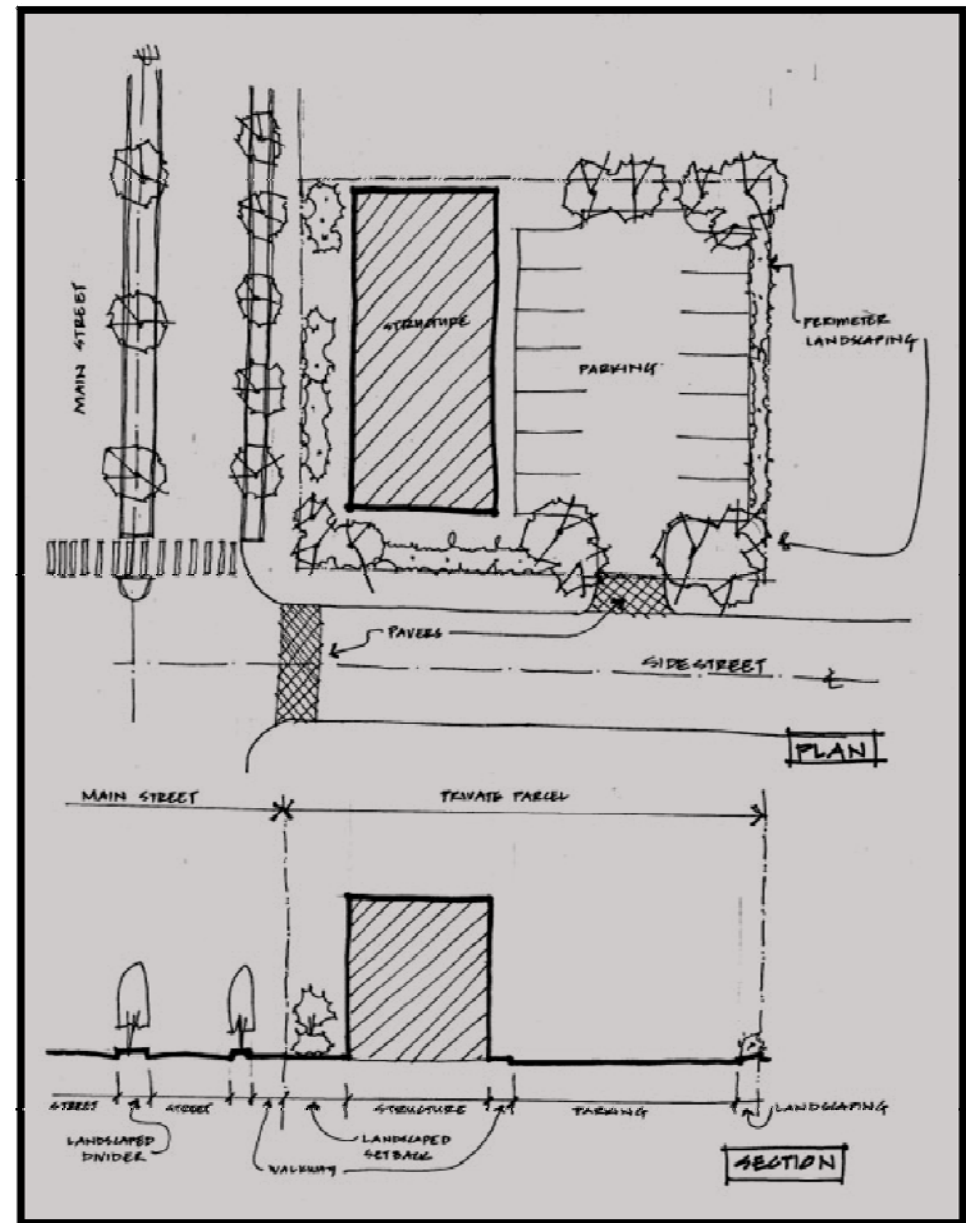 MAIN STREET
STRUCTURE
PARKING
PERIMETER
LANDSCAPING
PAVERS
SIDE STREET
PLAN
MAIN STREET
PRIVATE PARCEL
STREET
STREET
STRUCTURE
PARKING
LANDSCAPING
LANDSCAPED
DIVIDER
WALKWAY
LANDSCAPED
SETBACK
SECTION